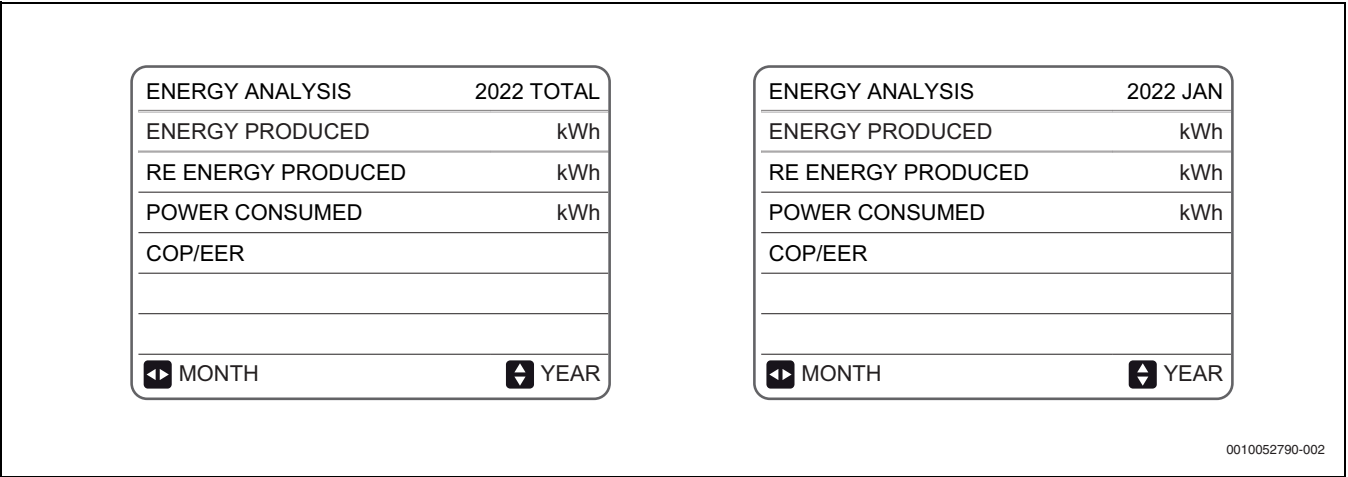 ENERGY ANALYSIS 2022 TOTAL
ENERGY PRODUCED kWh
RE ENERGY PRODUCED kWh
POWER CONSUMED kWh
COP/EER
MONTH YEAR
ENERGY ANALYSIS 2022 JAN
ENERGY PRODUCED kWh
RE ENERGY PRODUCED kWh
POWER CONSUMED kWh
COP/EER
MONTH YEAR
0010052790-002